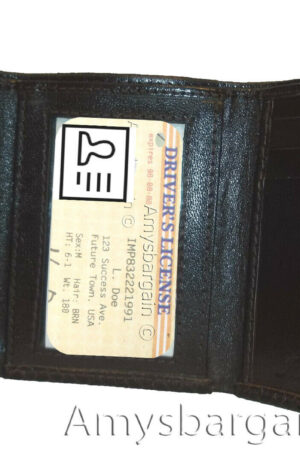 DRIVER'S LICENSE
expires 00-00-00
Amysbargain ©
IMP832221991
L. Doe
123 Success Ave.
Future Town. USA
Sex:M Hair: BRN
HT: 6-1 Wt. 180
Amysbargain